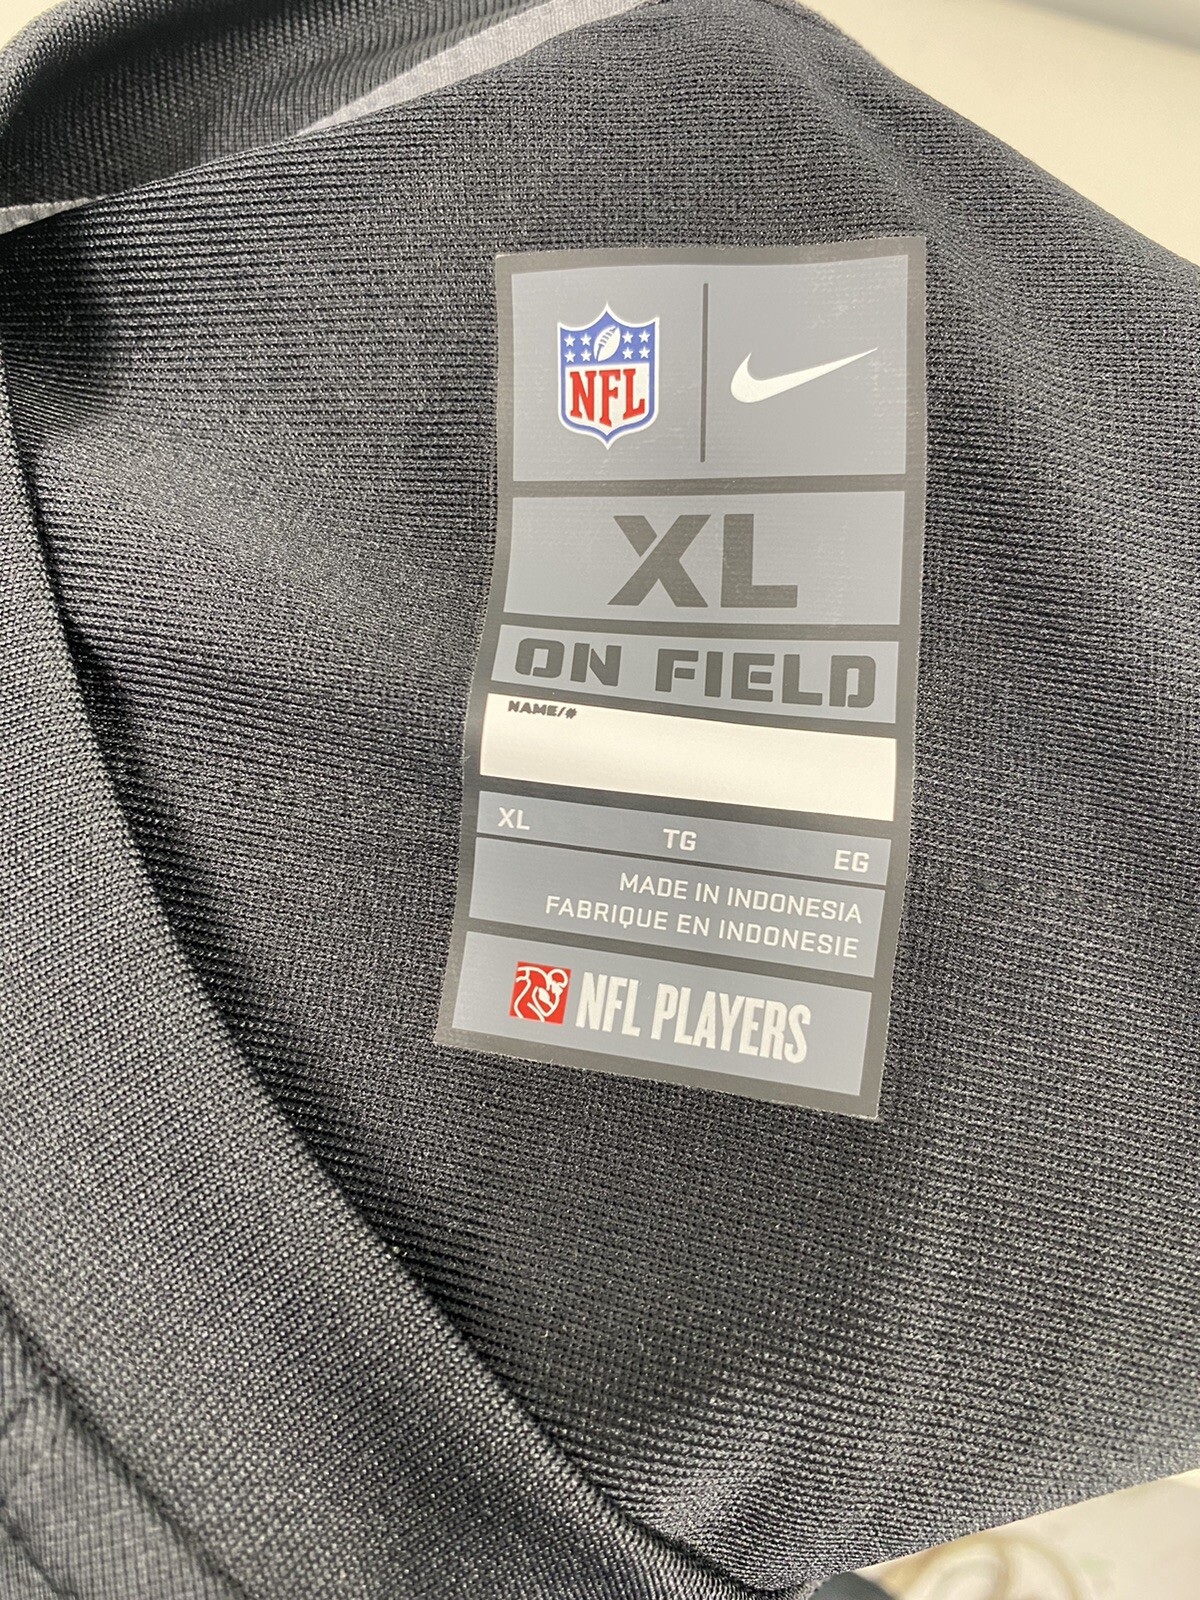 NFL
XL
ON FIELD
NAME/#
XL TG EG
MADE IN INDONESIA
FABRIQUE EN INDONESIE
NFL PLAYERS